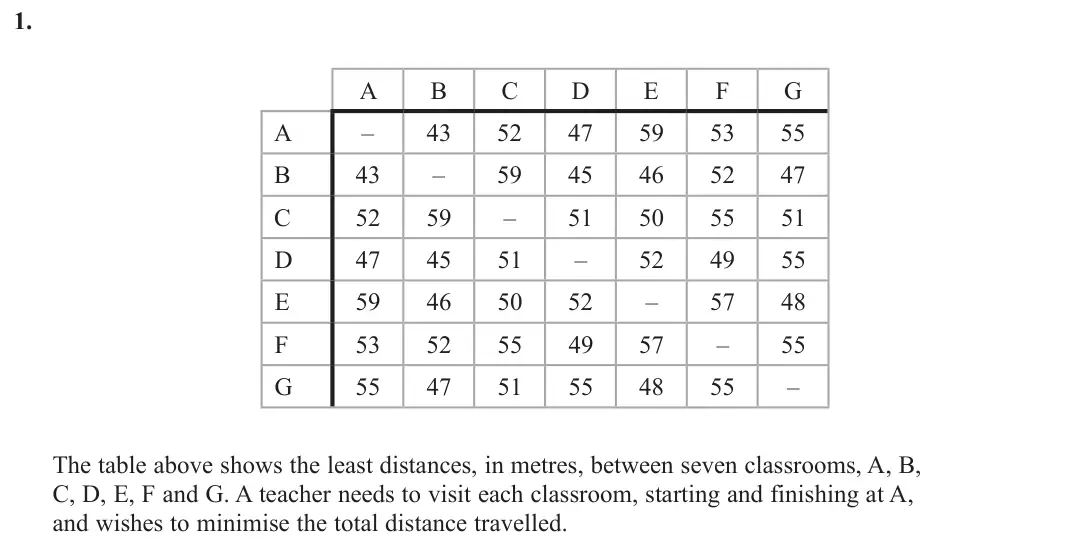 1.
A B C D E F G
A – 43 52 47 59 53 55
B 43 – 59 45 46 52 47
C 52 59 – 51 50 55 51
D 47 45 51 – 52 49 55
E 59 46 50 52 – 57 48
F 53 52 55 49 57 – 55
G 55 47 51 55 48 55 –
The table above shows the least distances, in metres, between seven classrooms, A, B,
C, D, E, F and G. A teacher needs to visit each classroom, starting and finishing at A,
and wishes to minimise the total distance travelled.